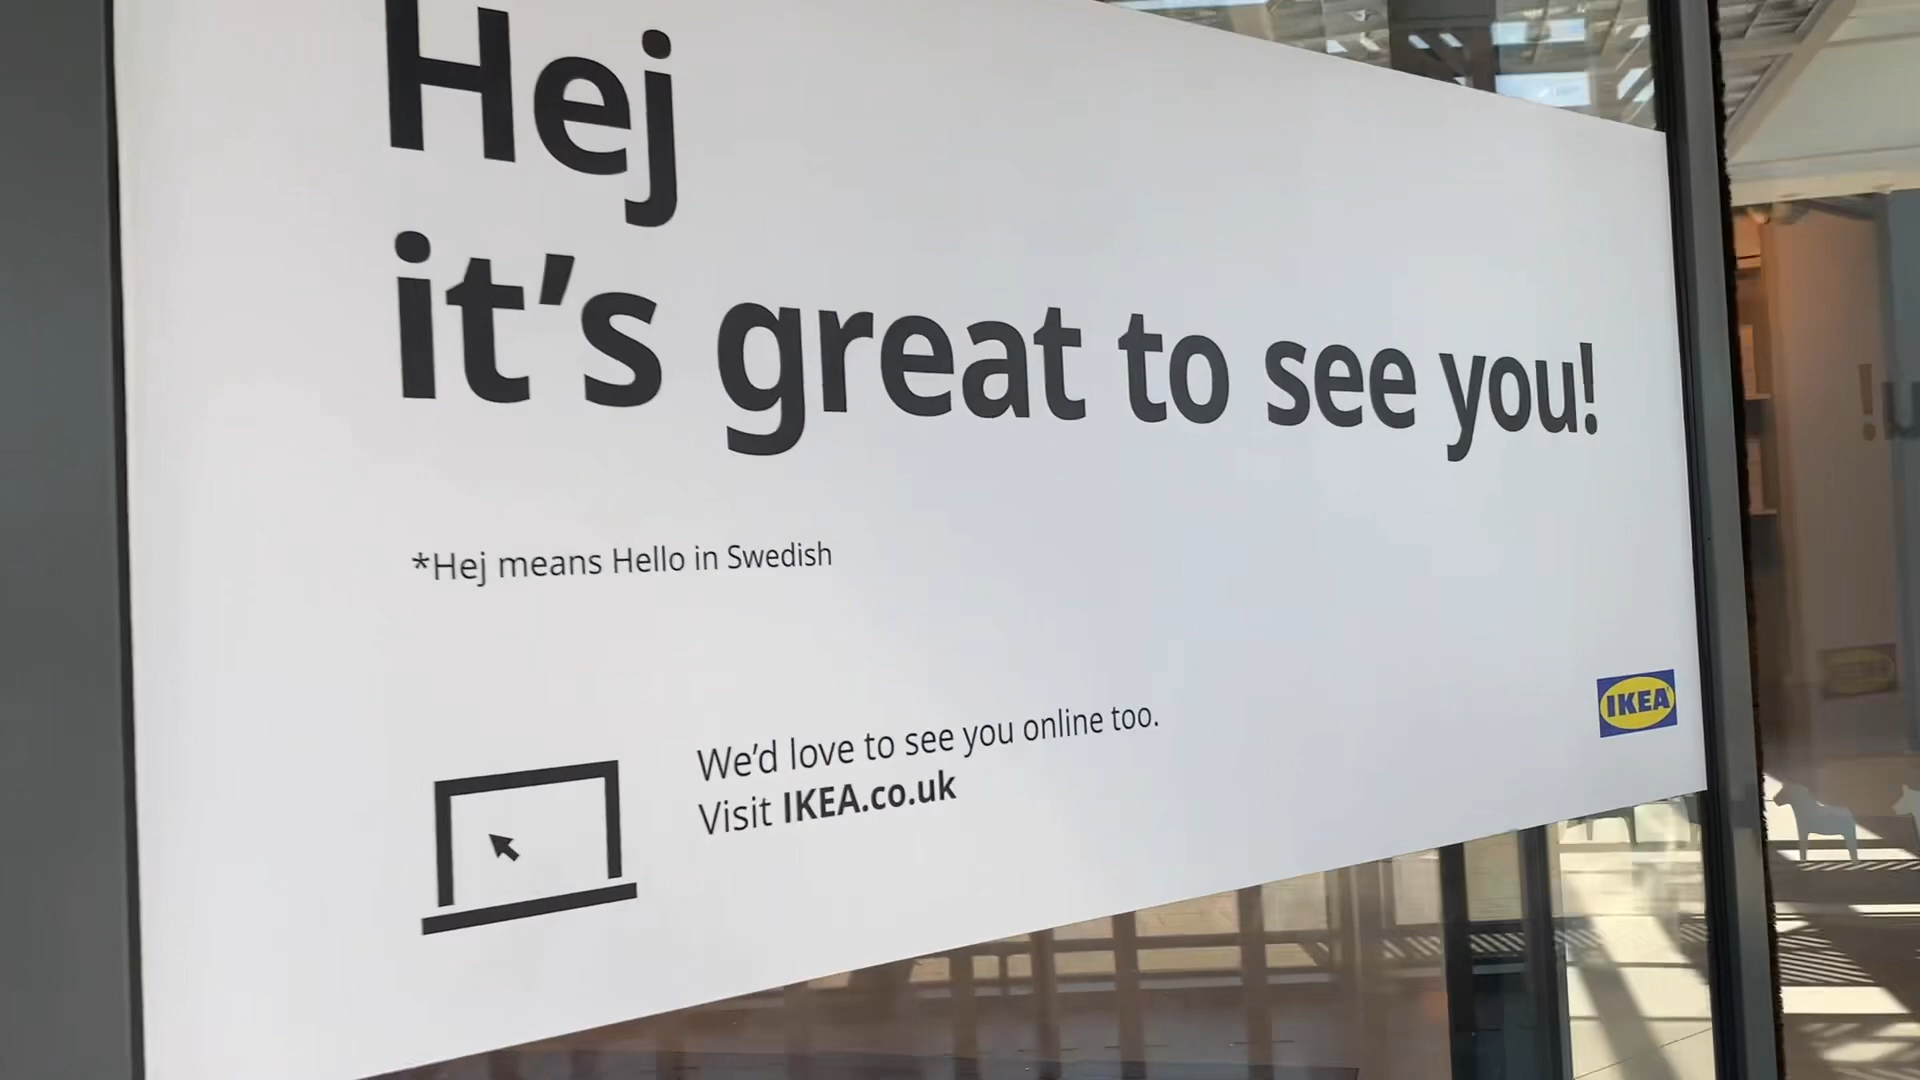 Hej
it’s great to see you!
*Hej means Hello in Swedish
We’d love to see you online too.
Visit IKEA.co.uk
IKEA